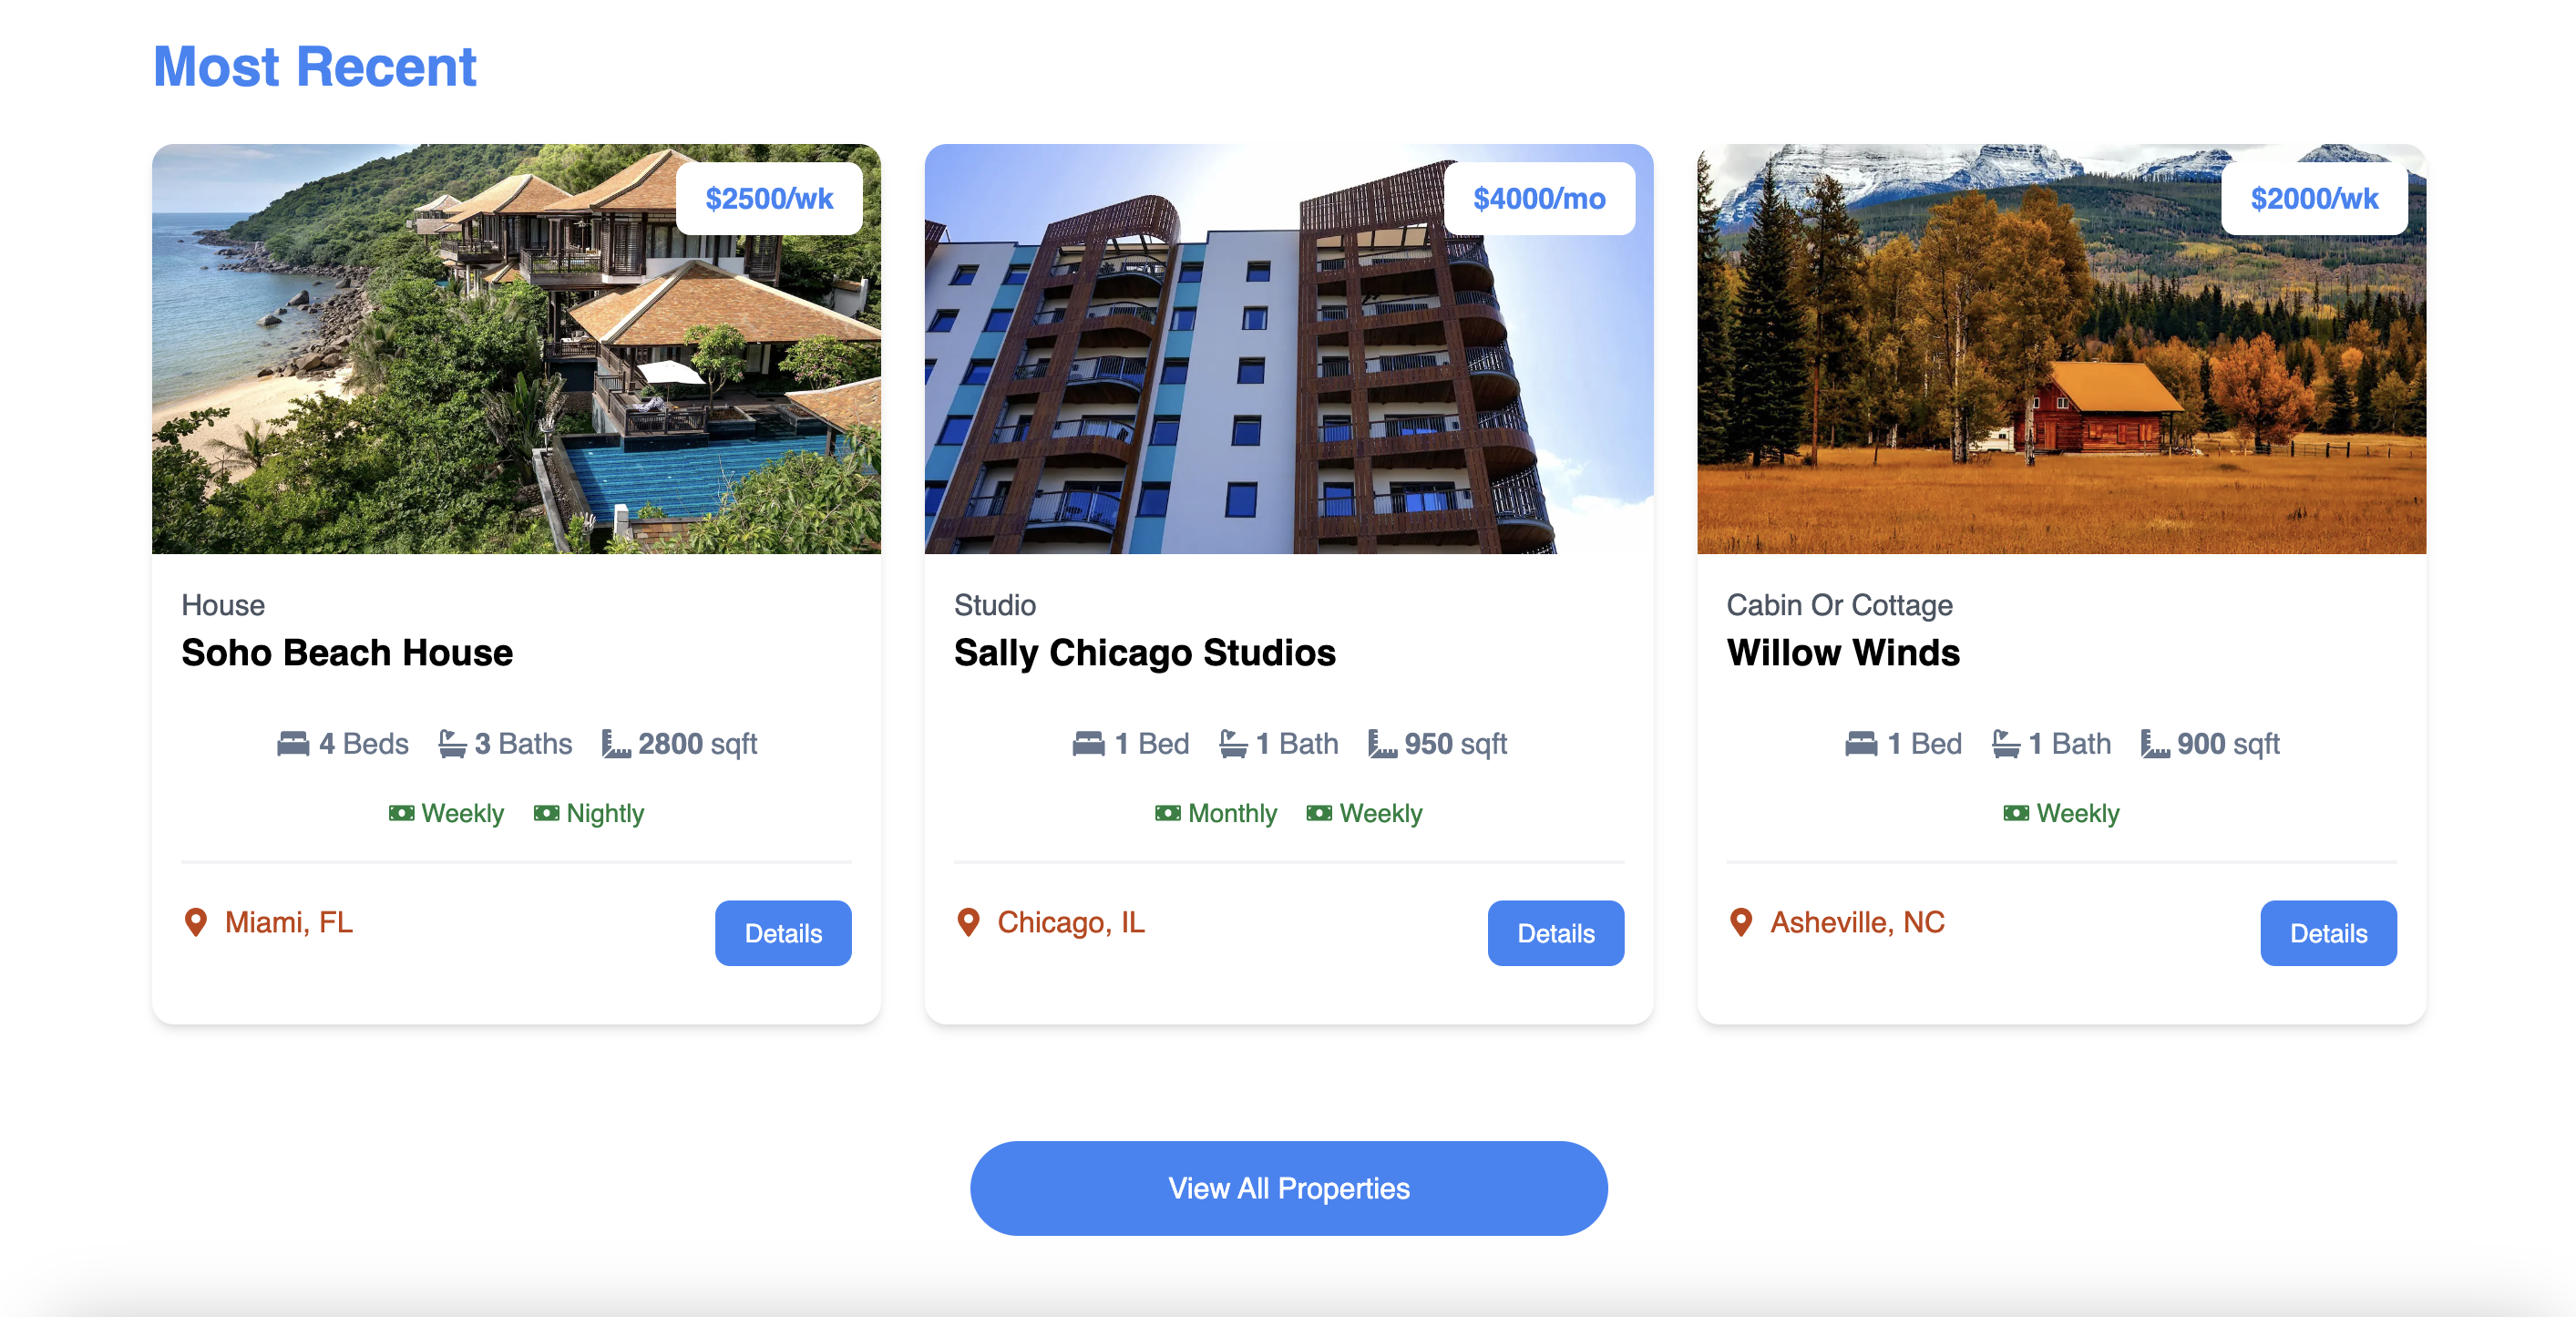 Most Recent
$2500/wk
House
Soho Beach House
4 Beds 3 Baths 2800 sqft
Weekly Nightly
Miami, FL
Details
$4000/mo
Studio
Sally Chicago Studios
1 Bed 1 Bath 950 sqft
Monthly Weekly
Chicago, IL
Details
$2000/wk
Cabin Or Cottage
Willow Winds
1 Bed 1 Bath 900 sqft
Weekly
Asheville, NC
Details
View All Properties